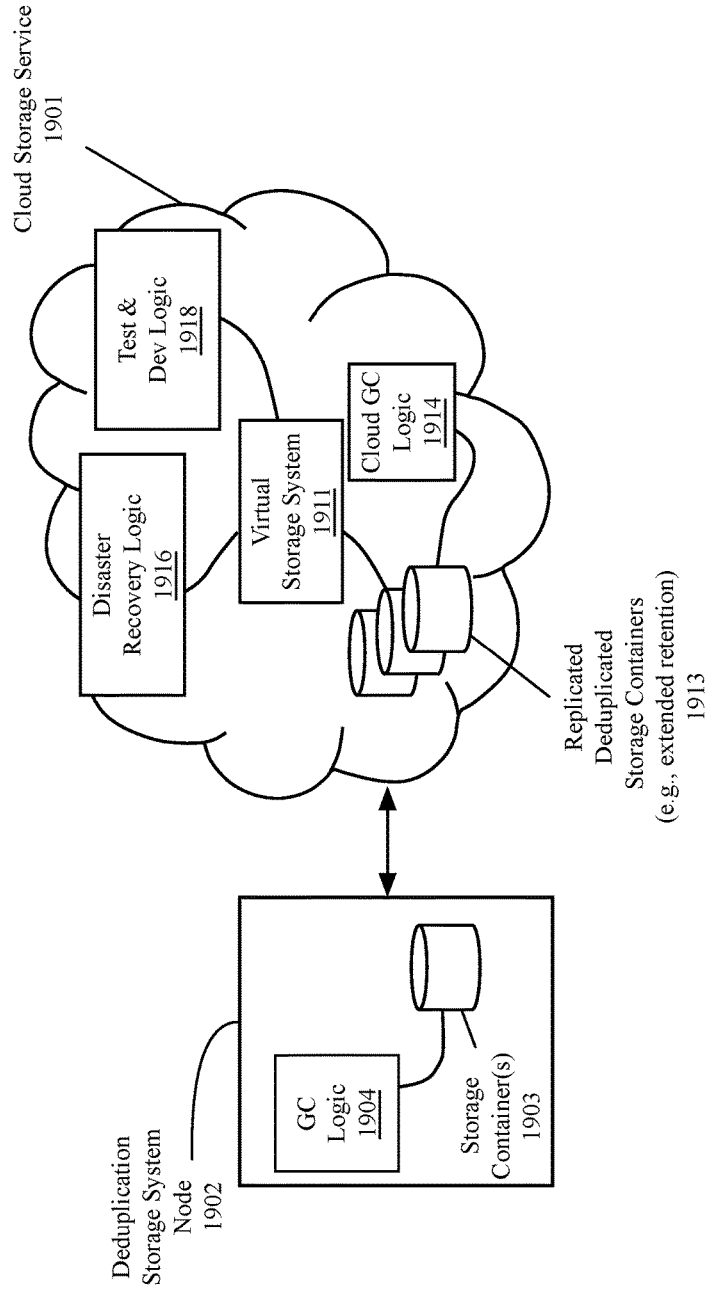 Cloud Storage Service
1901
Test &
Dev Logic
1918
Disaster
Recovery Logic
1916
Virtual
Storage System
1911
Cloud GC
Logic
1914
Replicated
Deduplicated
Storage Containers
(e.g., extended retention)
1913
Deduplication
Storage System
Node
1902
GC
Logic
1904
Storage
Container(s)
1903